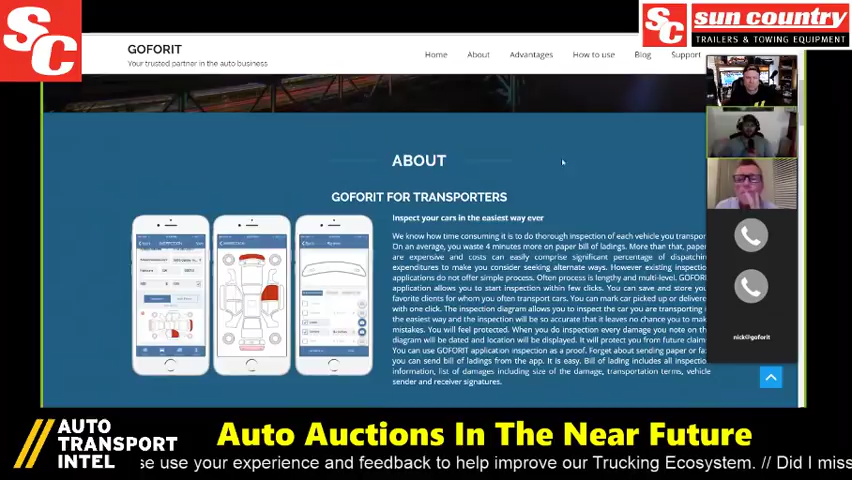 SC
SC sun country
TRAILERS & TOWING EQUIPMENT
GOFORIT
Your trusted partner in the auto business
Home About Advantages How to use Blog Support
ABOUT
GOFORIT FOR TRANSPORTERS
Inspect your cars in the easiest way ever
We know how time consuming it is to do thorough inspection of each vehicle you transport
On an average, you waste 4 minutes more on paper bill of ladings. More than that, paper
are expensive and costs can easily comprise significant percentage of dispatching
expenditures to make you consider seeking alternate ways. However existing inspection
applications do not offer simple process. Often process is lengthy and multi-level. GOFORI
application allows you to start inspection within few clicks. You can save and store you
favorite clients for whom you often transport cars. You can mark car picked up or delivere
with one click. The inspection diagram allows you to inspect the car you are transporting
the easiest way and the inspection will be so accurate that it leaves no chance you to mak
mistakes. You will feel protected. When you do inspection every damage you note on the
diagram will be dated and location will be displayed. It will protect you from future claim
You can use GOFORIT application inspection as a proof. Forget about sending paper or fa
you can send bill of ladings from the app. It is easy. Bill of lading includes all inspectio
information, list of damages including size of the damage, transportation terms, vehicle
sender and receiver signatures.
nick@goforit
AUTO
TRANSPORT
INTEL
Auto Auctions In The Near Future
se use your experience and feedback to help improve our Trucking Ecosystem. // Did I miss